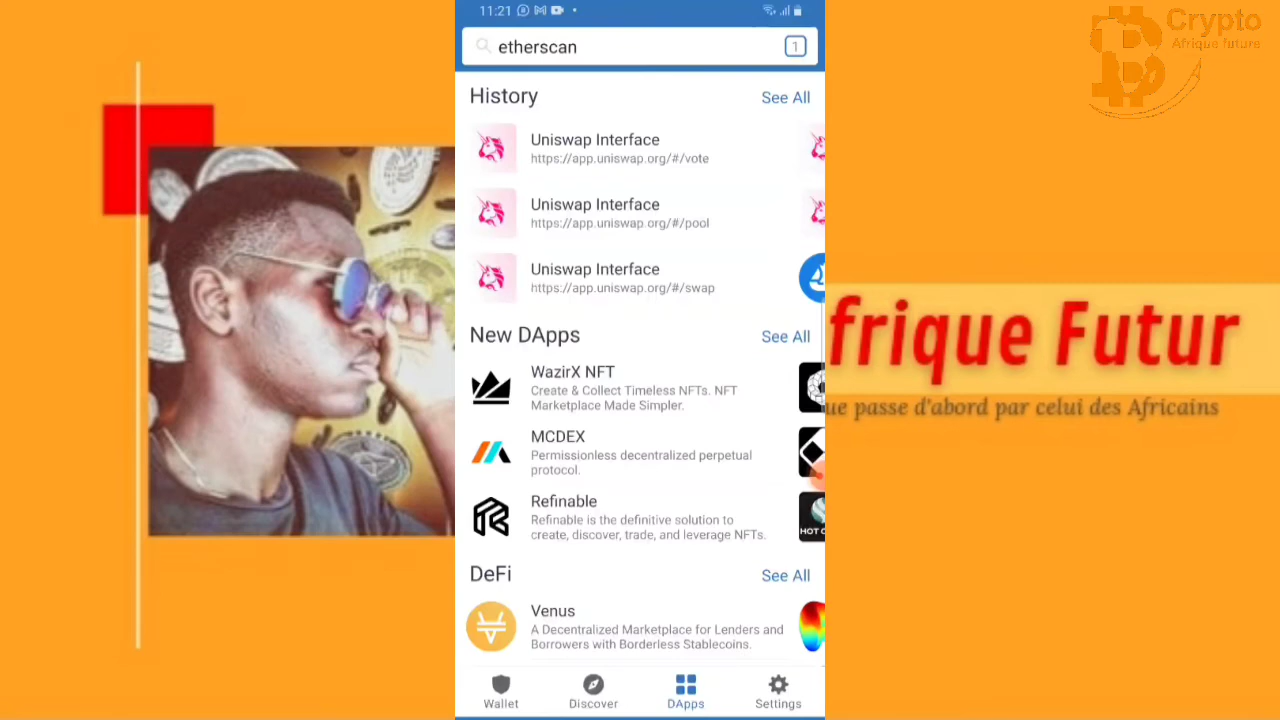 11:21
etherscan
1
History
See All
Uniswap Interface
https://app.uniswap.org/#/vote
Uniswap Interface
https://app.uniswap.org/#/pool
Uniswap Interface
https://app.uniswap.org/#/swap
New DApps
See All
WazirX NFT
Create & Collect Timeless NFTs. NFT
Marketplace Made Simpler.
MCDEX
Permissionless decentralized perpetual
protocol.
Refinable
Refinable is the definitive solution to
create, discover, trade, and leverage NFTs.
HOT
DeFi
See All
Venus
A Decentralized Marketplace for Lenders and
Borrowers with Borderless Stablecoins.
Wallet
Discover
DApps
Settings
Crypto
Afrique future
frique Futur
ue passe d'abord par celui des Africains